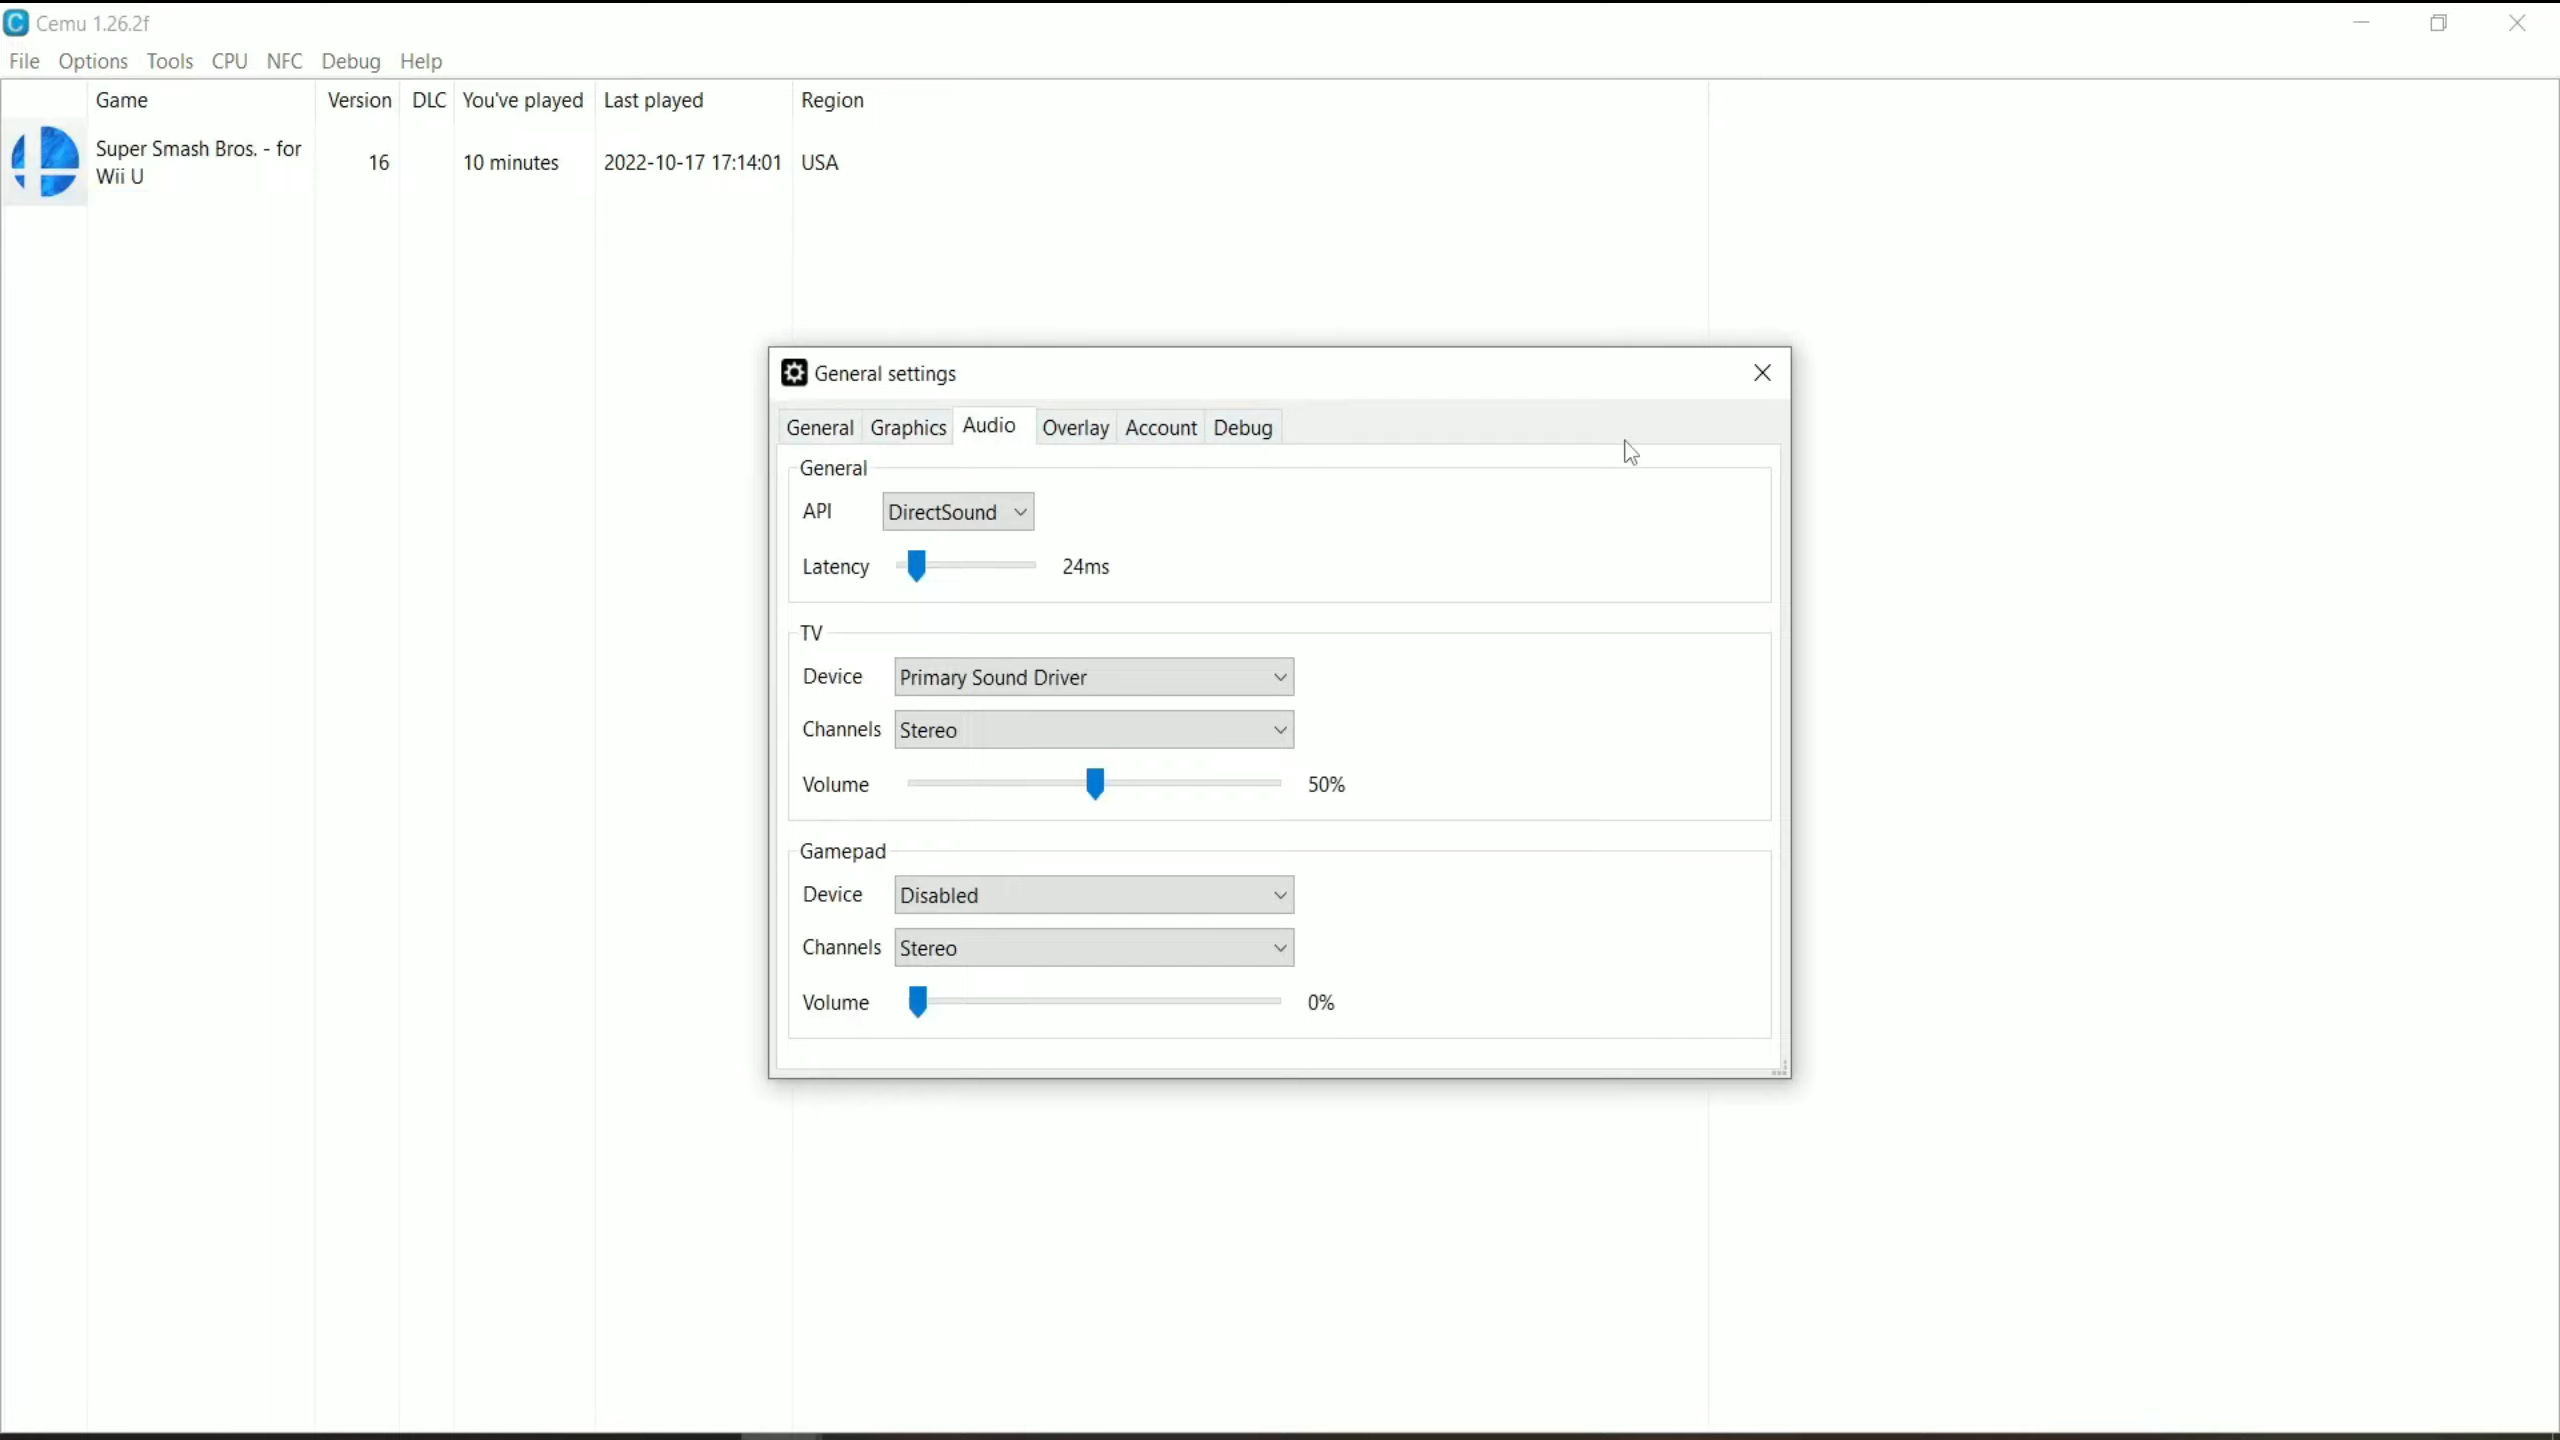 Cemu 1.26.2f
File Options Tools CPU NFC Debug Help
Game Version DLC You've played Last played Region
Super Smash Bros. - for
Wii U
16 10 minutes 2022-10-17 17:14:01 USA
General settings
General Graphics Audio Overlay Account Debug
General
API DirectSound
Latency 24ms
TV
Device Primary Sound Driver
Channels Stereo
Volume 50%
Gamepad
Device Disabled
Channels Stereo
Volume 0%